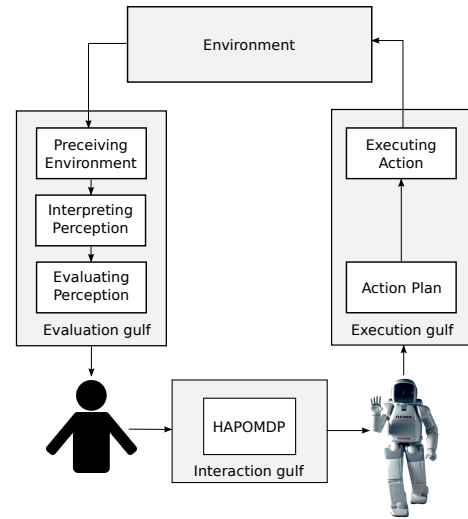 Environment
Preceiving
Environment
Interpreting
Perception
Evaluating
Perception
Evaluation gulf
Executing
Action
Action Plan
Execution gulf
HAPOMDP
Interaction gulf